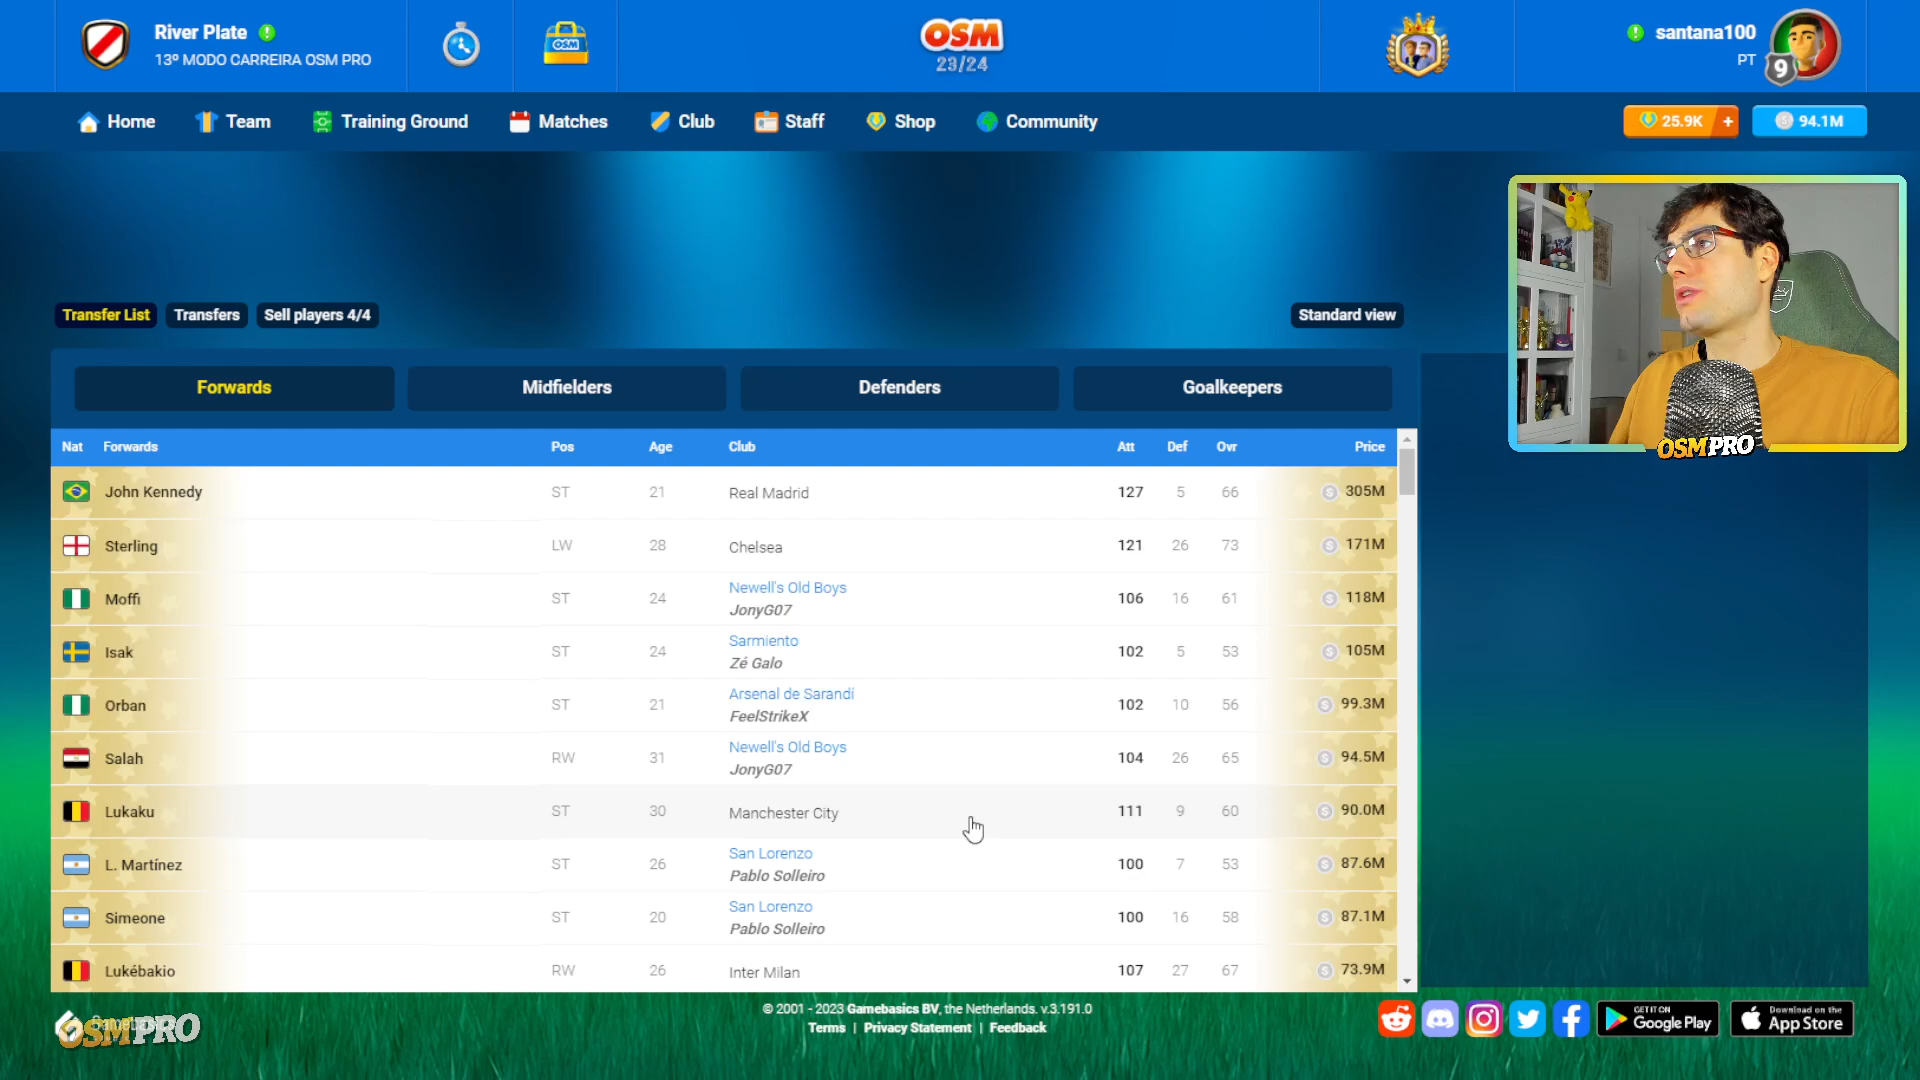 River Plate
13º MODO CARREIRA OSM PRO
OSM
OSM
23/24
santana100
PT
9
Home
Team
Training Ground
Matches
Club
Staff
Shop
Community
25.9K +
94.1M
Transfer List
Transfers
Sell players 4/4
Standard view
Forwards
Midfielders
Defenders
Goalkeepers
Nat Forwards Pos Age Club Att Def Ovr Price
John Kennedy ST 21 Real Madrid 127 5 66 305M
Sterling LW 28 Chelsea 121 26 73 171M
Moffi ST 24 Newell's Old Boys JonyG07 106 16 61 118M
Isak ST 24 Sarmiento Zé Galo 102 5 53 105M
Orban ST 21 Arsenal de Sarandí FeelStrikeX 102 10 56 99.3M
Salah RW 31 Newell's Old Boys JonyG07 104 26 65 94.5M
Lukaku ST 30 Manchester City 111 9 60 90.0M
L. Martínez ST 26 San Lorenzo Pablo Solleiro 100 7 53 87.6M
Simeone ST 20 San Lorenzo Pablo Solleiro 100 16 58 87.1M
Lukébakio RW 26 Inter Milan 107 27 67 73.9M
OSMPRO
OSMPRO
© 2001 - 2023 Gamebasics BV, the Netherlands. v.3.191.0
Terms | Privacy Statement | Feedback
GET IT ON
Google Play
Download on the
App Store